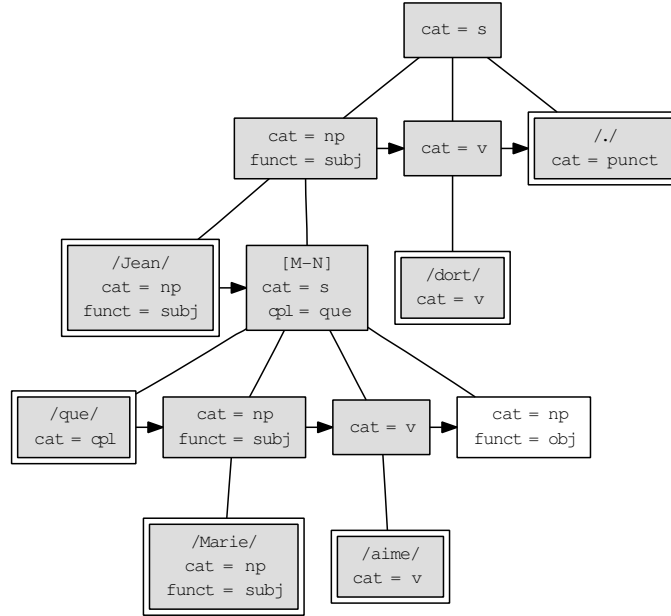 cat = s
cat = np
funct = subj
cat = v
/./
cat = punct
/Jean/
cat = np
funct = subj
[M-N]
cat = s
cpl = que
/dort/
cat = v
/que/
cat = cpl
cat = np
funct = subj
cat = v
cat = np
funct = obj
/Marie/
cat = np
funct = subj
/aime/
cat = v